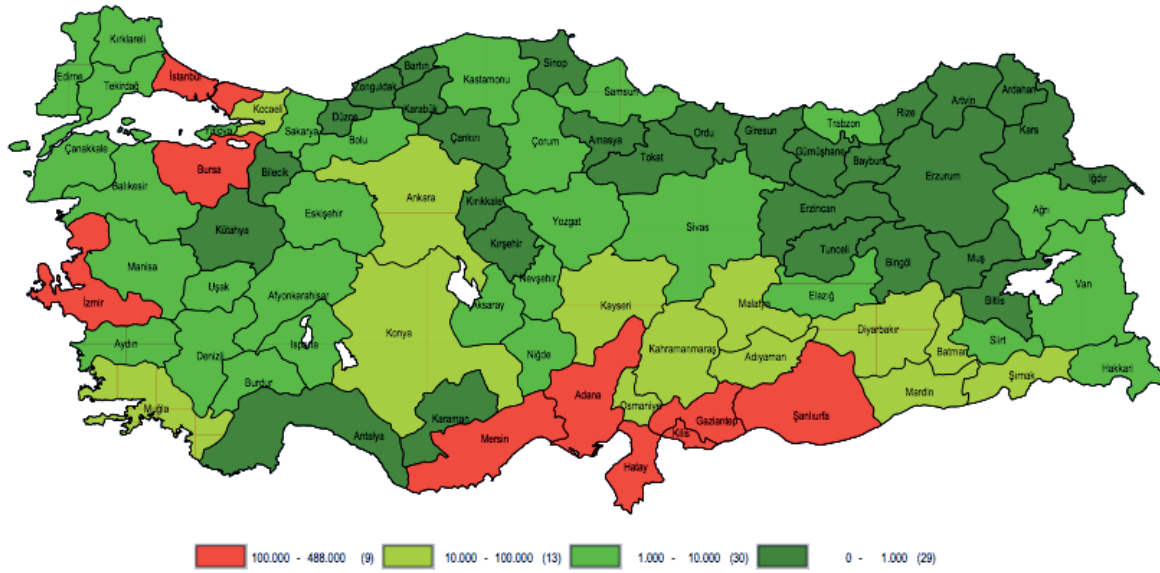 Kırklareli
Edirne
Tekirdağ
İstanbul
Kocaeli
Yalova
Sakarya
Düzce
Zonguldak
Bartın
Karabük
Kastamonu
Sinop
Samsun
Çankırı
Bolu
Çorum
Amasya
Tokat
Ordu
Giresun
Trabzon
Gümüşhane
Bayburt
Rize
Artvin
Ardahan
Kars
Iğdır
Erzurum
Ağrı
Çanakkale
Balıkesir
Bursa
Bilecik
Kütahya
Eskişehir
Ankara
Kırıkkale
Kırşehir
Yozgat
Sivas
Erzincan
Tunceli
Bingöl
Muş
Bitlis
Van
İzmir
Manisa
Uşak
Afyonkarahisar
Konya
Aksaray
Nevşehir
Niğde
Kayseri
Malatya
Elazığ
Diyarbakır
Batman
Siirt
Şırnak
Hakkari
Aydın
Denizli
Isparta
Burdur
Muğla
Antalya
Karaman
Mersin
Adana
Osmaniye
Kahramanmaraş
Adıyaman
Mardin
Şanlıurfa
Gaziantep
Kilis
Hatay
100.000 - 488.000 (9) 10.000 - 100.000 (13) 1.000 - 10.000 (30) 0 - 1.000 (29)